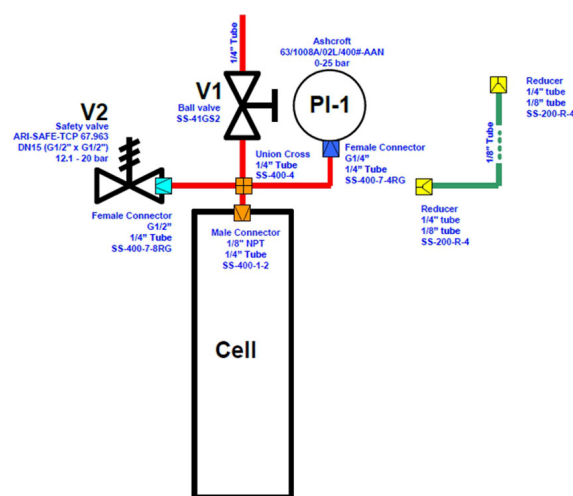 1/4" Tube
V1
Ball valve
SS-41GS2
Ashcroft
63/1008A/02L/400#-AAN
0-25 bar
PI-1
V2
Safety valve
ARI-SAFE-TCP 67.963
DN15 (G1/2" x G1/2")
12.1 - 20 bar
Union Cross
1/4" Tube
SS-400-4
Female Connector
G1/4"
1/4" Tube
SS-400-7-4RG
Female Connector
G1/2"
1/4" Tube
SS-400-7-8RG
Male Connector
1/8" NPT
1/4" Tube
SS-400-1-2
Cell
Reducer
1/4" tube
1/8" tube
SS-200-R-4
1/8" Tube
Reducer
1/4" tube
1/8" tube
SS-200-R-4